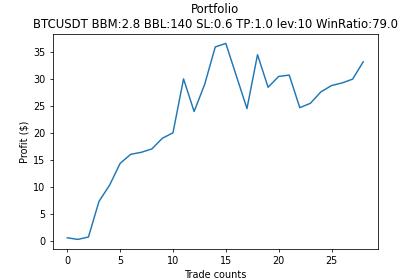 Portfolio
BTCUSDT BBM:2.8 BBL:140 SL:0.6 TP:1.0 lev:10 WinRatio:79.0
Profit ($)
35
30
25
20
15
10
5
0
0 5 10 15 20 25
Trade counts